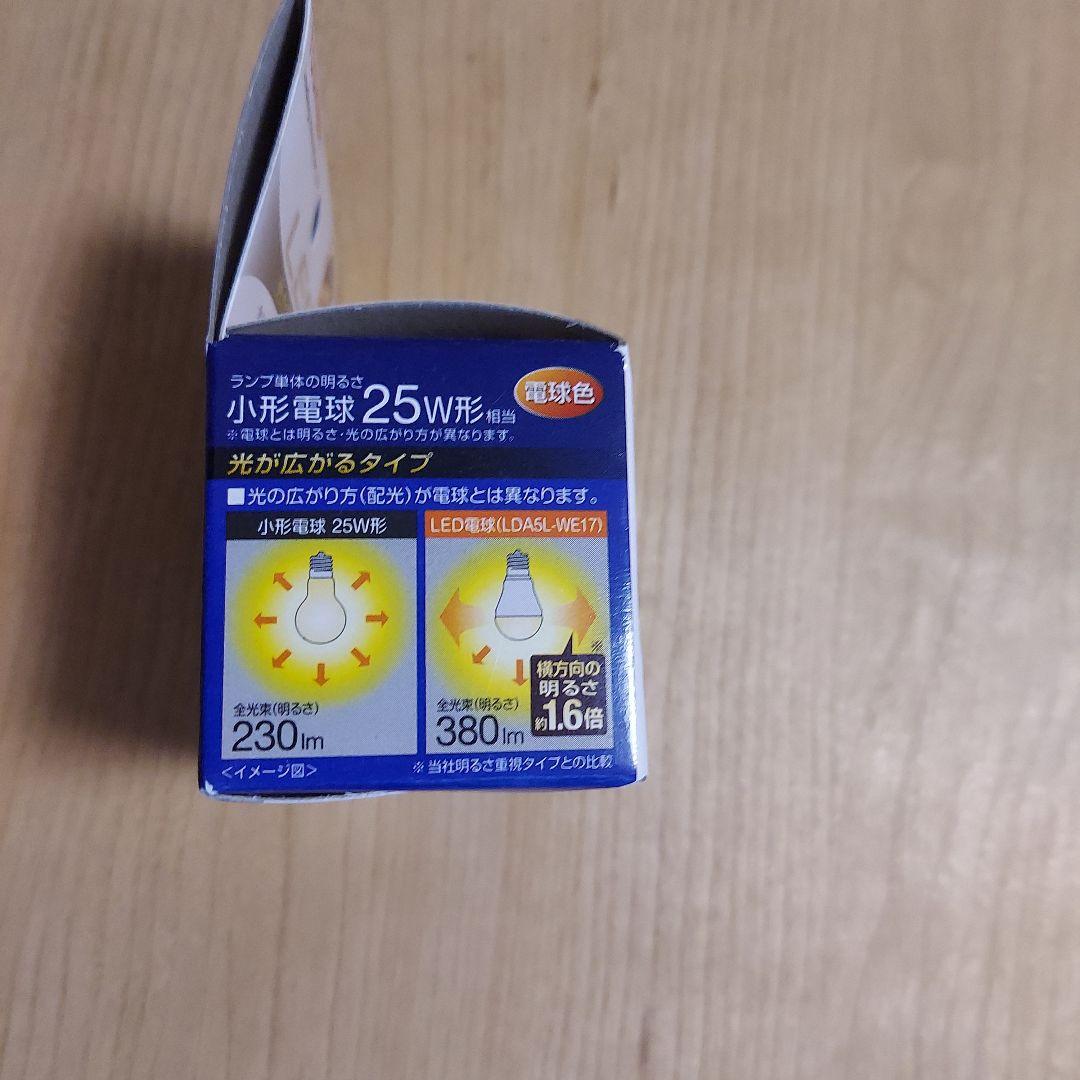 ランプ単体の明るさ
小形電球25W形相当
電球色
※電球とは明るさ・光の広がり方が異なります。
光が広がるタイプ
■光の広がり方(配光)が電球とは異なります。
小形電球 25W形
LED電球(LDA5L-WE17)
全光束(明るさ)
230lm
全光束(明るさ)
380lm
※
横方向の
明るさ
約1.6倍
<イメージ図>
※当社明るさ重視タイプとの比較